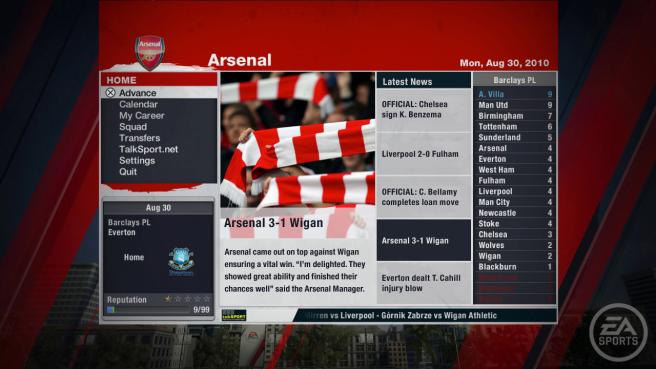 Arsenal
Arsenal
Mon, Aug 30, 2010
HOME
Advance
Calendar
My Career
Squad
Transfers
TalkSport.net
Settings
Quit
Aug 30
Barclays PL
Everton
Home
Reputation
9/99
Arsenal 3-1 Wigan
Arsenal came out on top against Wigan
ensuring a vital win. “I'm delighted. They
showed great ability and finished their
chances well” said the Arsenal Manager.
Latest News
OFFICIAL: Chelsea
sign K. Benzema
Liverpool 2-0 Fulham
OFFICIAL: C. Bellamy
completes loan move
Arsenal 3-1 Wigan
Everton dealt T. Cahill
injury blow
Barclays PL
A. Villa 9
Man Utd 9
Birmingham 7
Tottenham 6
Sunderland 5
Arsenal 4
Everton 4
West Ham 4
Fulham 4
Liverpool 4
Man City 4
Newcastle 4
Stoke 4
Chelsea 3
Wolves 2
Wigan 2
Blackburn 1
talkSPORT
Mirren vs Liverpool - Górnik Zabrze vs Wigan Athletic
EA
SPORTS